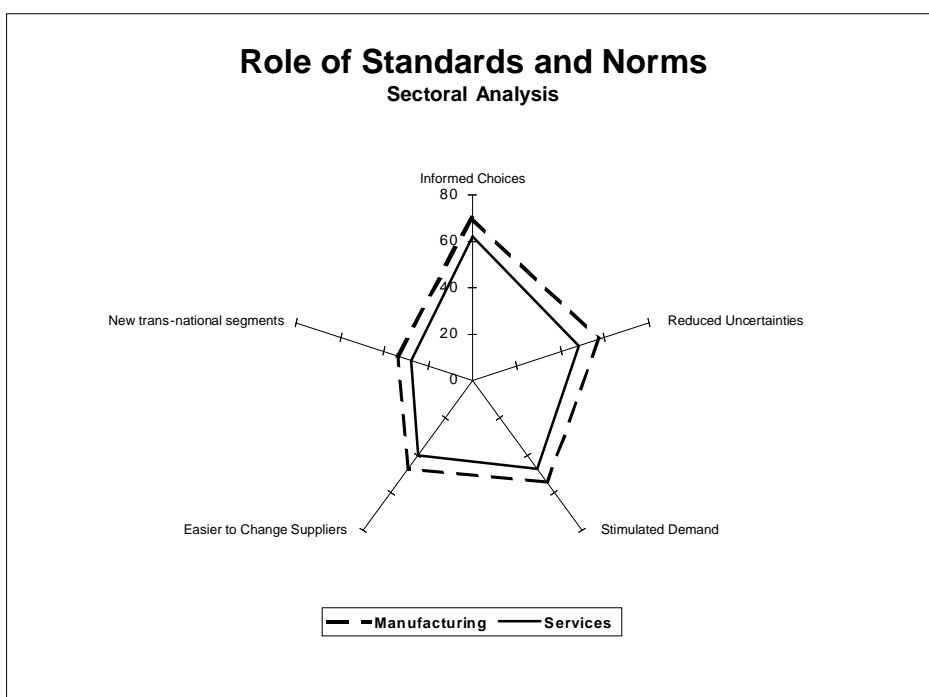 Role of Standards and Norms
Sectoral Analysis
Informed Choices
80
60
40
20
0
New trans-national segments
Reduced Uncertainties
Easier to Change Suppliers
Stimulated Demand
Manufacturing
Services